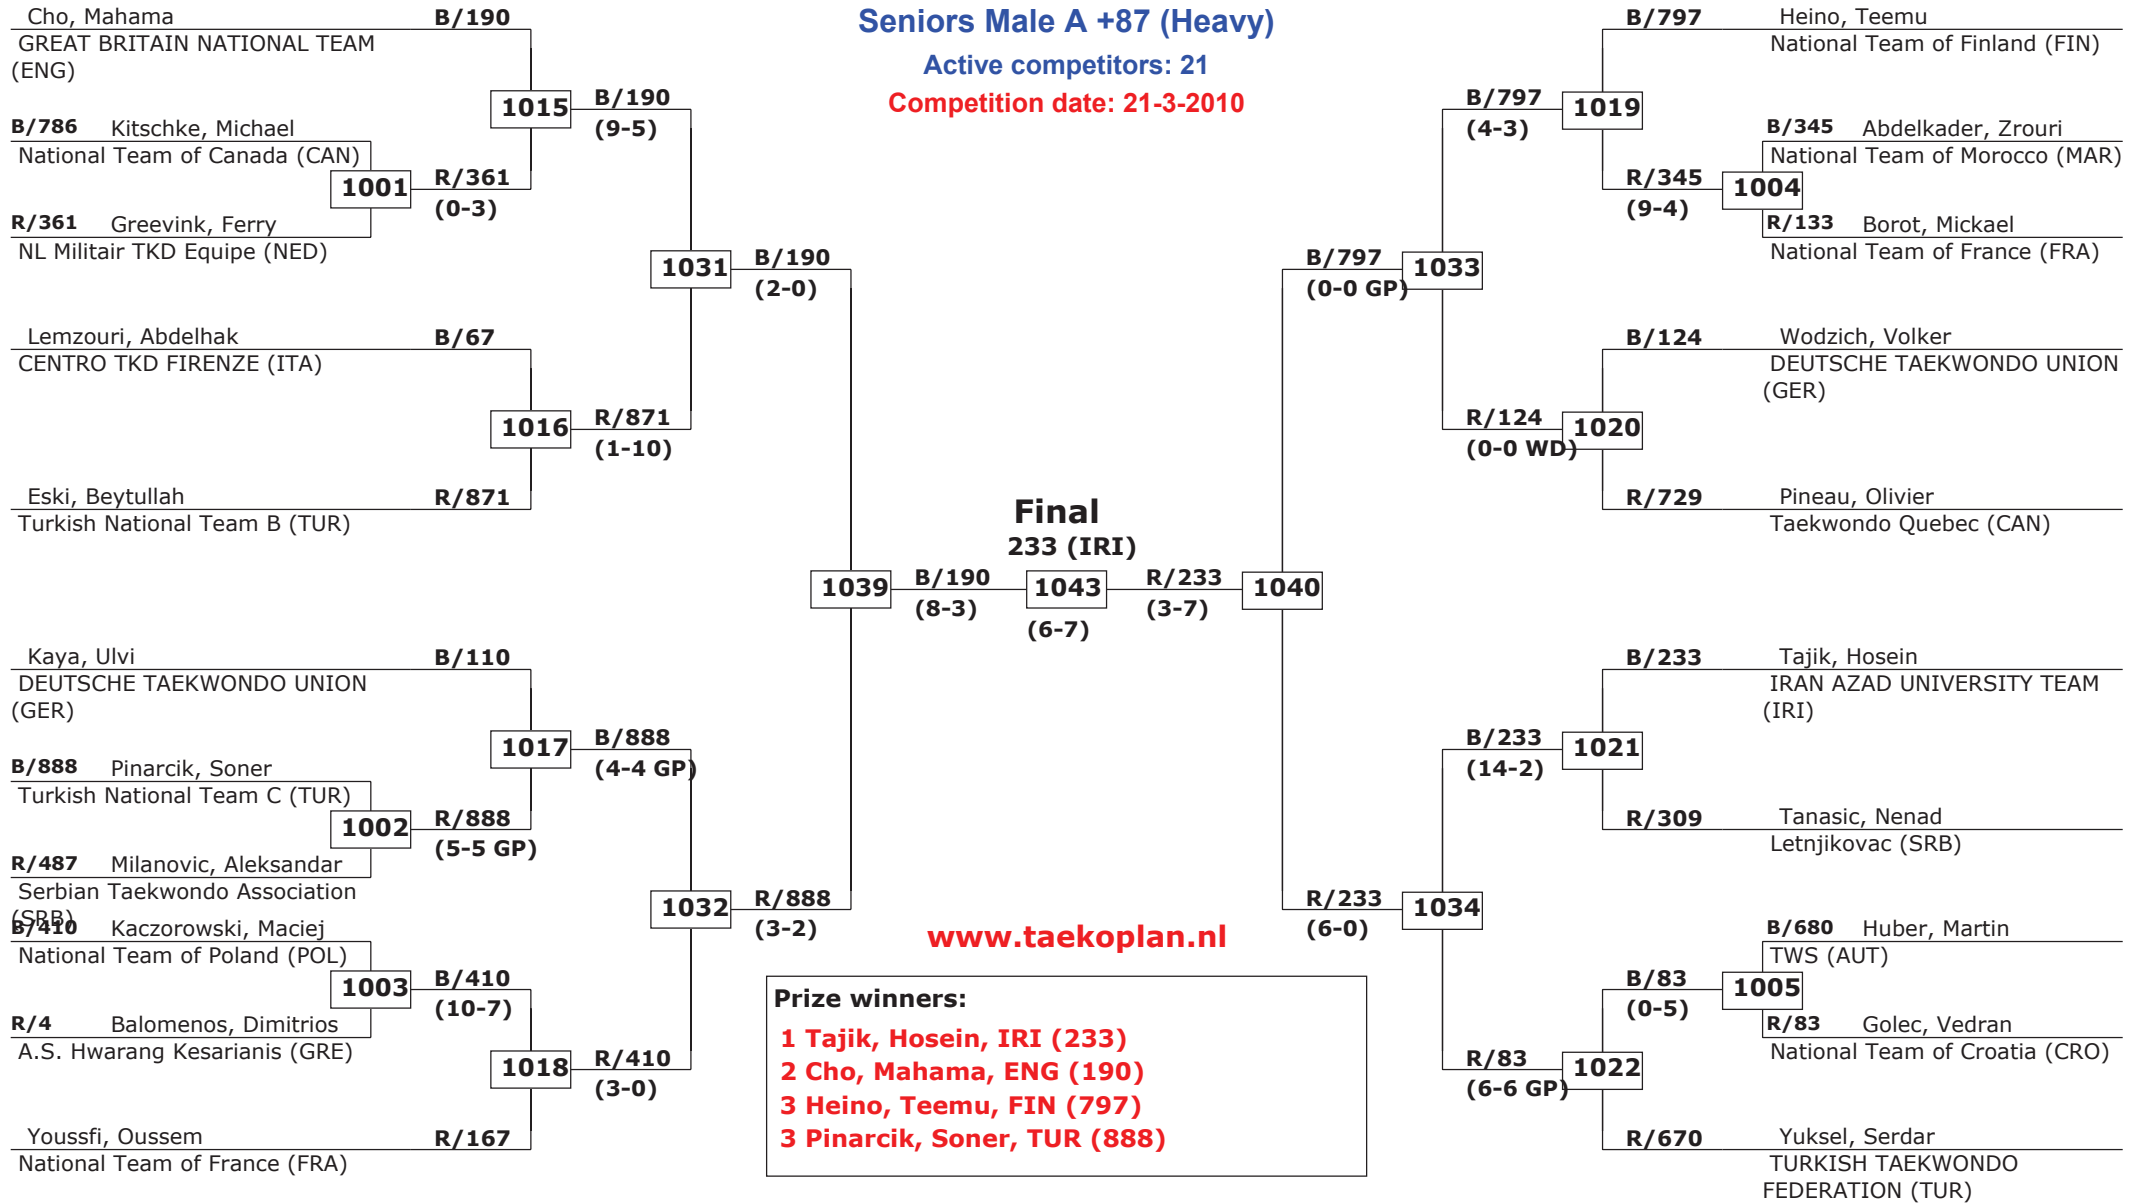 Seniors Male A +87 (Heavy)
Active competitors: 21
Competition date: 21-3-2010
Cho, Mahama B/190
GREAT BRITAIN NATIONAL TEAM
(ENG)
1015 B/190
(9-5)
B/786 Kitschke, Michael
National Team of Canada (CAN)
1001 R/361
(0-3)
R/361 Greevink, Ferry
NL Militair TKD Equipe (NED)
1031 B/190
(2-0)
Lemzouri, Abdelhak B/67
CENTRO TKD FIRENZE (ITA)
1016 R/871
(1-10)
Eski, Beytullah R/871
Turkish National Team B (TUR)
1039 B/190
(8-3)
Kaya, Ulvi B/110
DEUTSCHE TAEKWONDO UNION
(GER)
1017 B/888
(4-4 GP)
B/888 Pinarcik, Soner
Turkish National Team C (TUR)
1002 R/888
(5-5 GP)
R/487 Milanovic, Aleksandar
Serbian Taekwondo Association
(SRB)
1032 R/888
(3-2)
B/410 Kaczorowski, Maciej
National Team of Poland (POL)
1003 B/410
(10-7)
R/4 Balomenos, Dimitrios
A.S. Hwarang Kesarianis (GRE)
1018 R/410
(3-0)
Youssfi, Oussem R/167
National Team of France (FRA)
Final
233 (IRI)
1043
(6-7)
B/797 Heino, Teemu
National Team of Finland (FIN)
B/797 1019
(4-3)
B/345 Abdelkader, Zrouri
National Team of Morocco (MAR)
R/345 1004
(9-4)
R/133 Borot, Mickael
National Team of France (FRA)
B/797 1033
(0-0 GP)
B/124 Wodzich, Volker
DEUTSCHE TAEKWONDO UNION
(GER)
R/124 1020
(0-0 WD)
R/729 Pineau, Olivier
Taekwondo Quebec (CAN)
R/233 1040
(3-7)
B/233 Tajik, Hosein
IRAN AZAD UNIVERSITY TEAM
(IRI)
B/233 1021
(14-2)
R/309 Tanasic, Nenad
Letnjikovac (SRB)
R/233 1034
(6-0)
B/680 Huber, Martin
TWS (AUT)
B/83 1005
(0-5)
R/83 Golec, Vedran
National Team of Croatia (CRO)
R/83 1022
(6-6 GP)
R/670 Yuksel, Serdar
TURKISH TAEKWONDO
FEDERATION (TUR)
www.taekoplan.nl
Prize winners:
1 Tajik, Hosein, IRI (233)
2 Cho, Mahama, ENG (190)
3 Heino, Teemu, FIN (797)
3 Pinarcik, Soner, TUR (888)